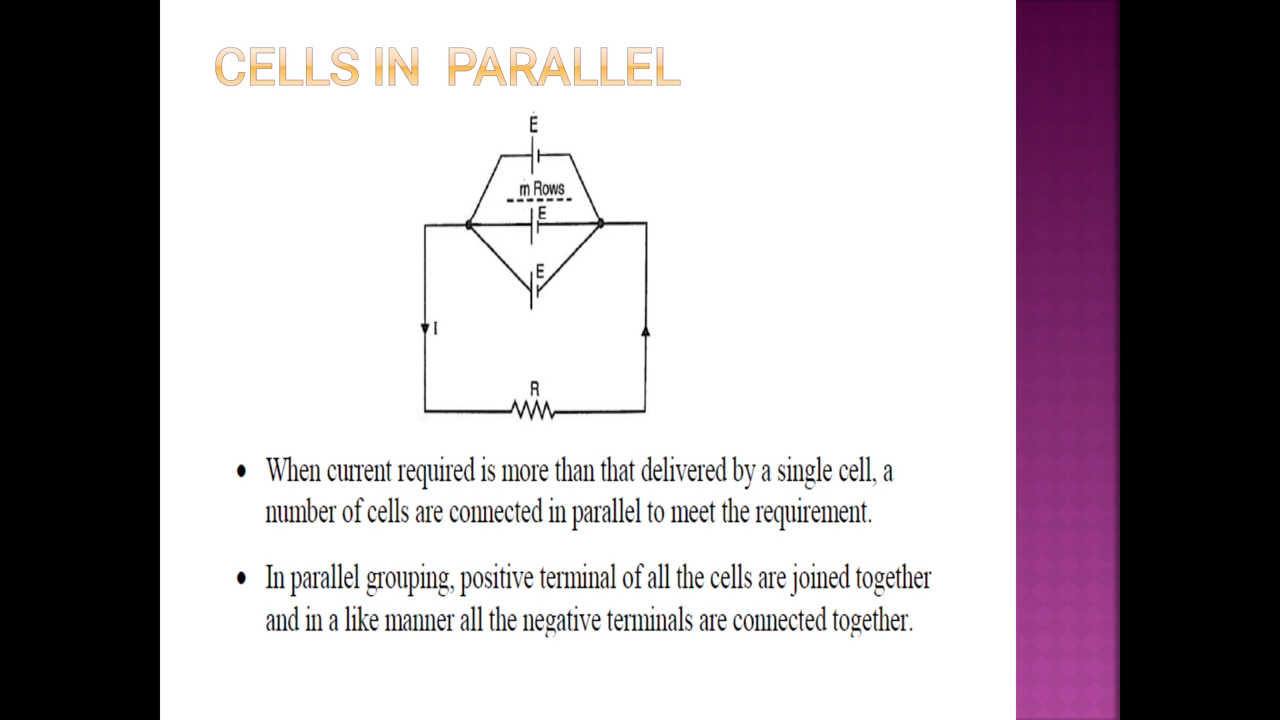 CELLS IN PARALLEL
E
m Rows
E
E
I
R
• When current required is more than that delivered by a single cell, a
number of cells are connected in parallel to meet the requirement.
• In parallel grouping, positive terminal of all the cells are joined together
and in a like manner all the negative terminals are connected together.